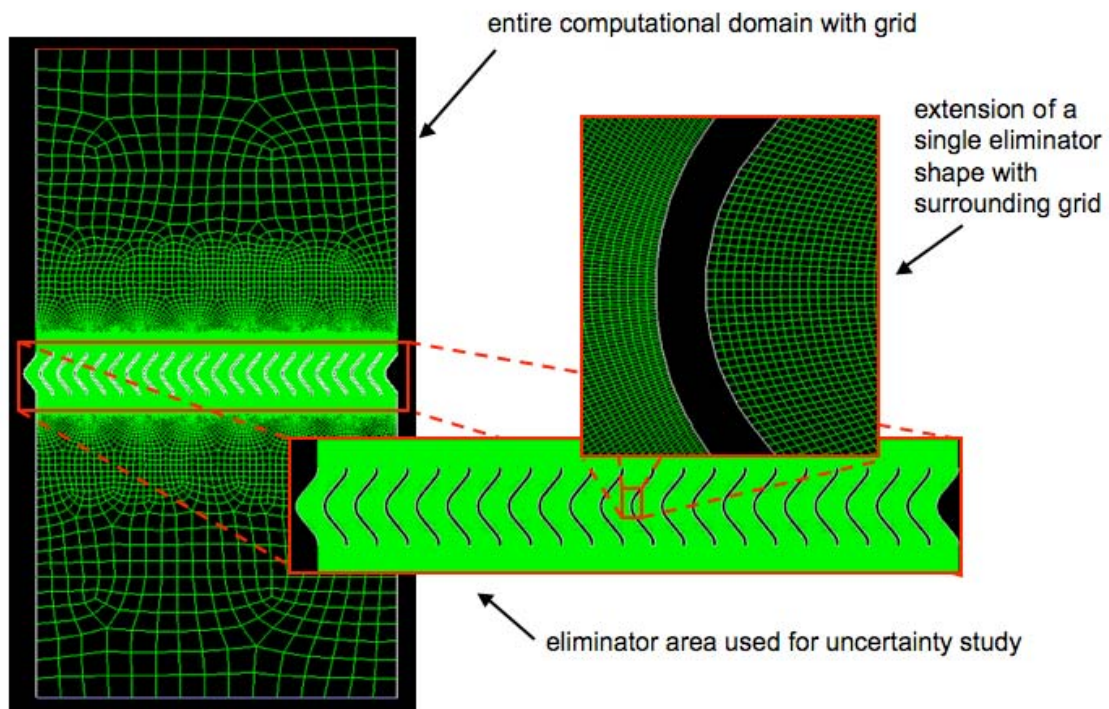 entire computational domain with grid
extension of a
single eliminator
shape with
surrounding grid
eliminator area used for uncertainty study